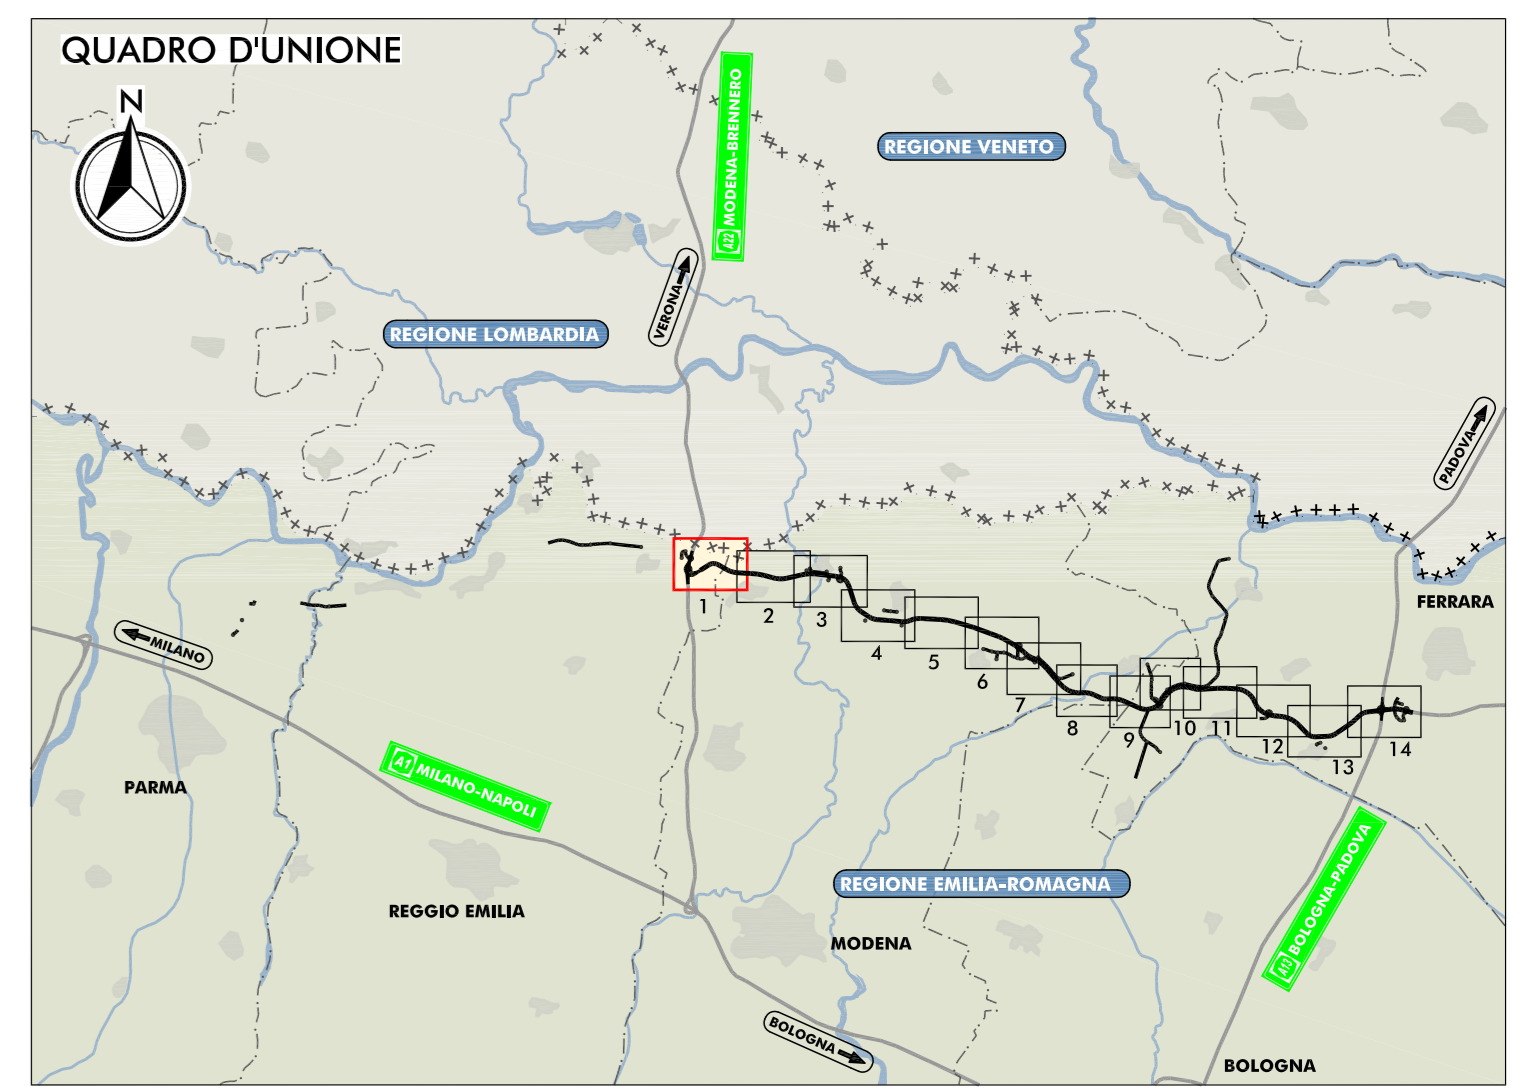 QUADRO D'UNIONE
N
A22 MODENA-BRENNERO
REGIONE VENETO
VERONA
REGIONE LOMBARDIA
PADOVA
FERRARA
MILANO
1
2
3
4
5
6
7
8
9
10
11
12
13
14
PARMA
A1 MILANO-NAPOLI
A13 BOLOGNA-PADOVA
REGIONE EMILIA-ROMAGNA
REGGIO EMILIA
MODENA
BOLOGNA
BOLOGNA